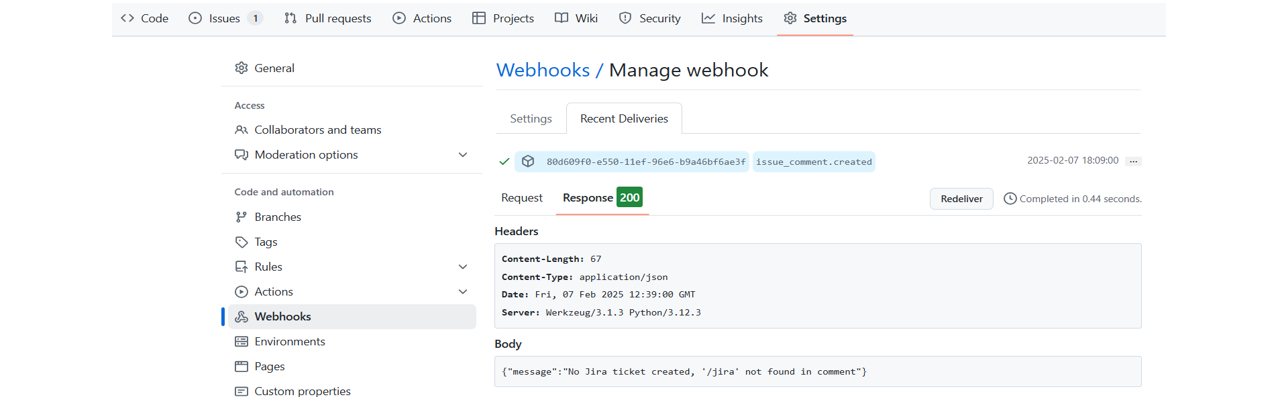 Code Issues 1 Pull requests Actions Projects Wiki Security Insights Settings
General
Access
Collaborators and teams
Moderation options
Code and automation
Branches
Tags
Rules
Actions
Webhooks
Environments
Pages
Custom properties
Webhooks / Manage webhook
Settings Recent Deliveries
80d609f0-e550-11ef-96e6-b9a46bf6ae3f issue_comment.created 2025-02-07 18:09:00 ...
Request Response 200 Redeliver Completed in 0.44 seconds.
Headers
Content-Length: 67
Content-Type: application/json
Date: Fri, 07 Feb 2025 12:39:00 GMT
Server: Werkzeug/3.1.3 Python/3.12.3
Body
{"message":"No Jira ticket created, '/jira' not found in comment"}